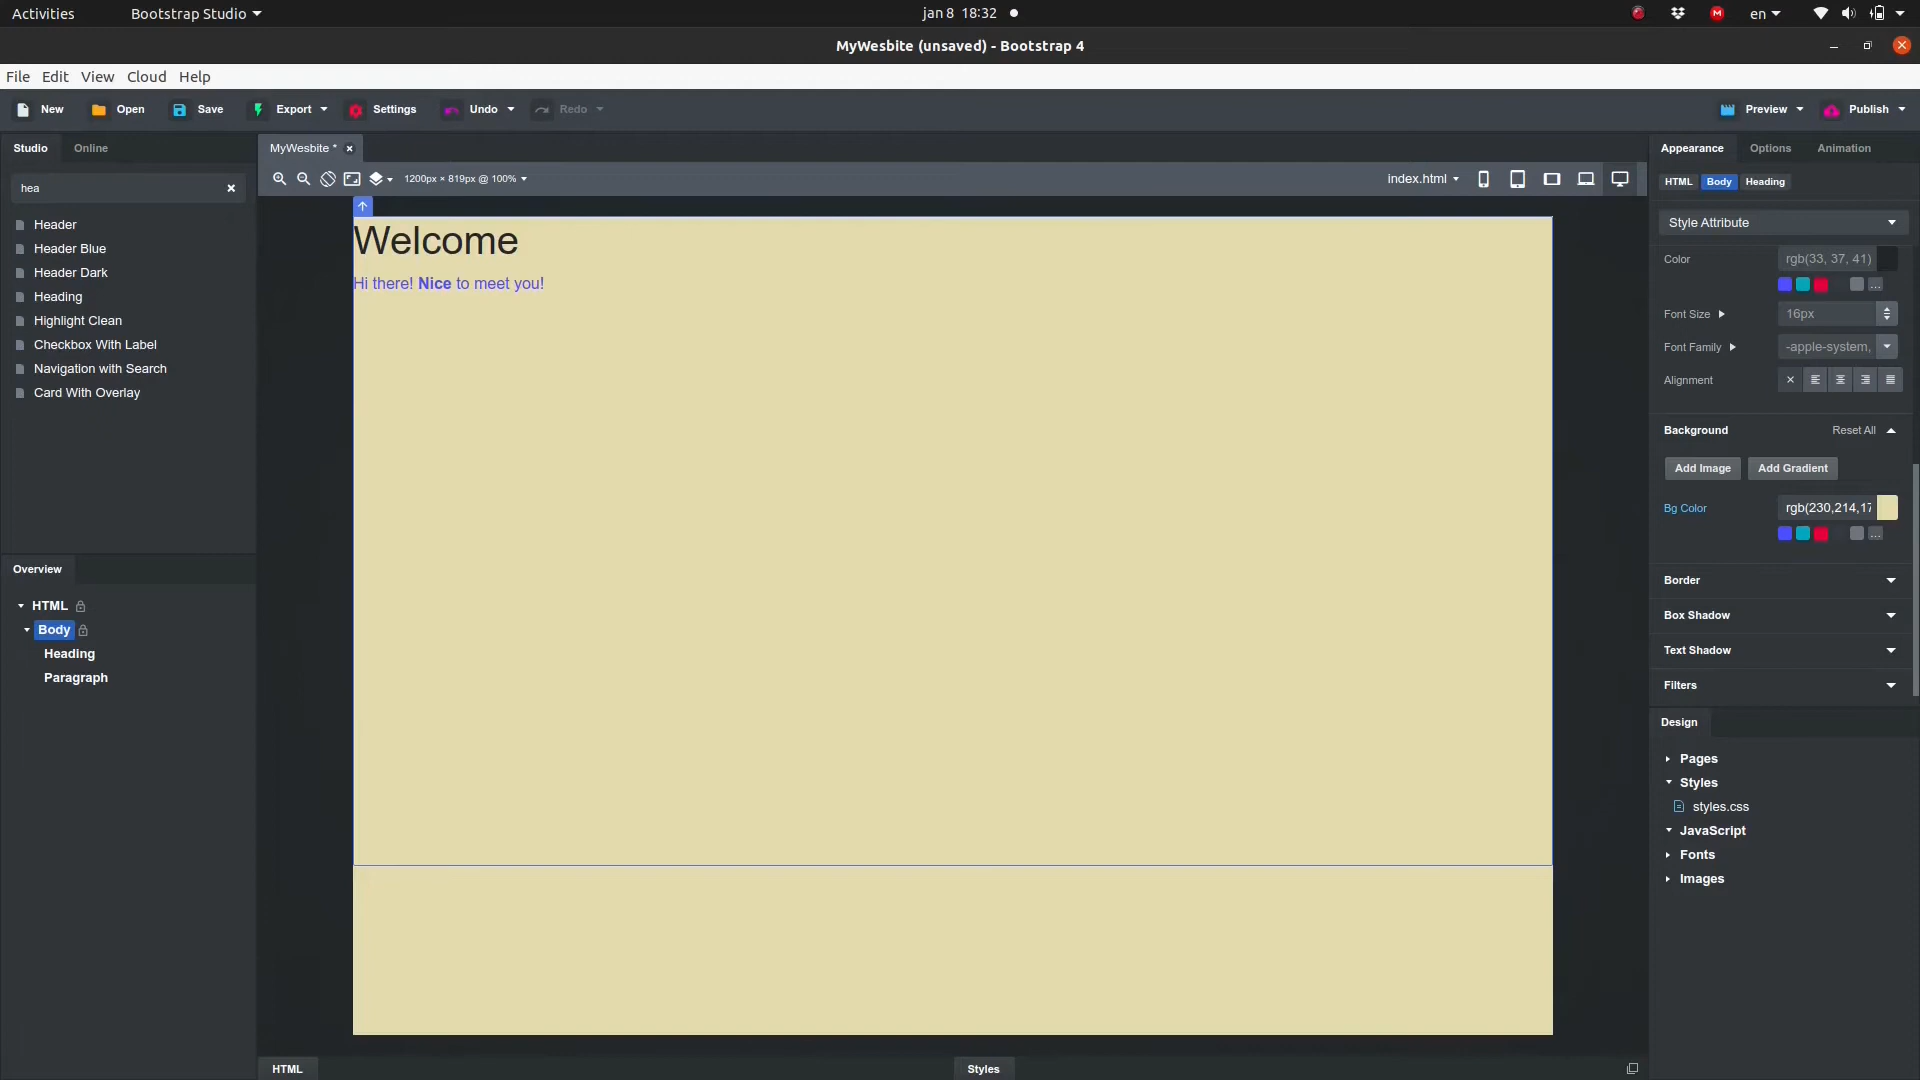 Activities
Bootstrap Studio
jan 8 18:32
en
MyWesbite (unsaved) - Bootstrap 4
File Edit View Cloud Help
New Open Save Export Settings Undo Redo
Preview Publish
Studio Online
hea
Header
Header Blue
Header Dark
Heading
Highlight Clean
Checkbox With Label
Navigation with Search
Card With Overlay
Overview
HTML
Body
Heading
Paragraph
MyWesbite *
1200px × 819px @ 100%
index.html
Welcome
Hi there! Nice to meet you!
HTML
Styles
Appearance Options Animation
HTML Body Heading
Style Attribute
Color rgb(33, 37, 41)
...
Font Size 16px
Font Family -apple-system,
Alignment
Background Reset All
Add Image Add Gradient
Bg Color rgb(230,214,17
...
Border
Box Shadow
Text Shadow
Filters
Design
Pages
Styles
styles.css
JavaScript
Fonts
Images